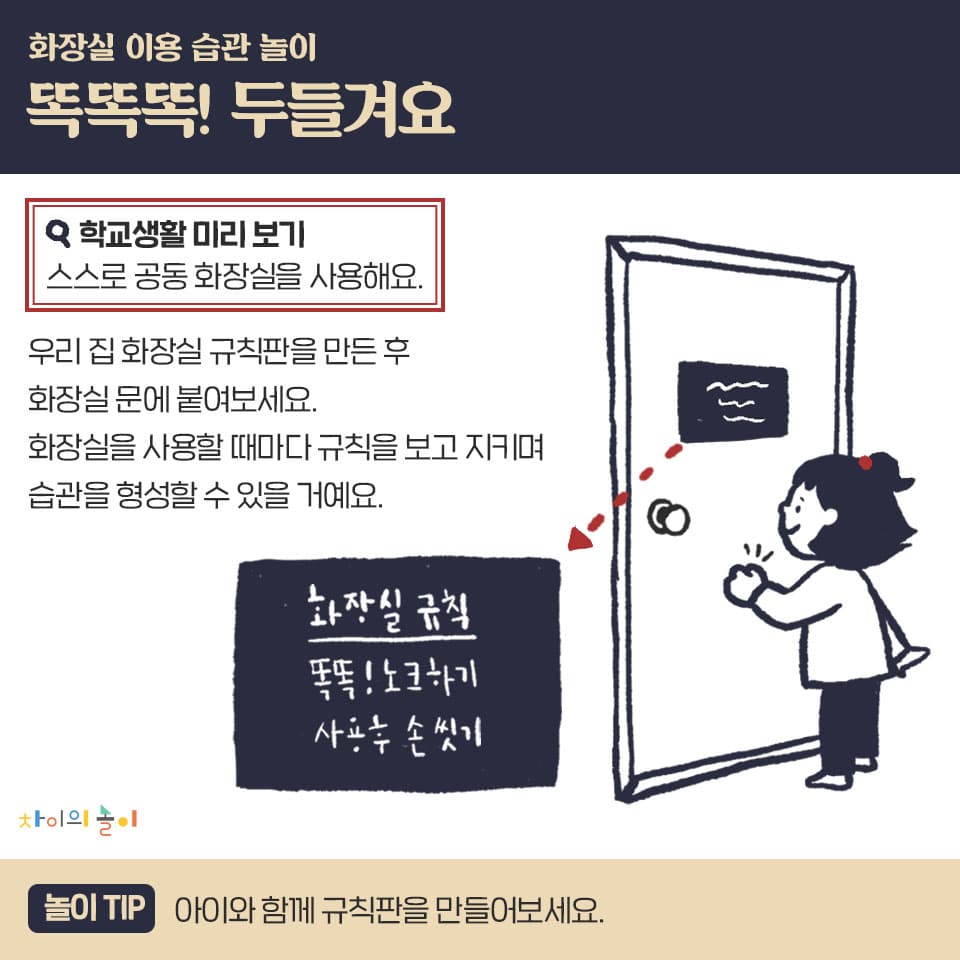 화장실 이용 습관 놀이
똑똑똑! 두들겨요
학교생활 미리 보기
스스로 공동 화장실을 사용해요.
우리 집 화장실 규칙판을 만든 후
화장실 문에 붙여보세요.
화장실을 사용할 때마다 규칙을 보고 지키며
습관을 형성할 수 있을 거예요.
화장실 규칙
똑똑! 노크하기
사용후 손 씻기
차이의 놀이
놀이 TIP 아이와 함께 규칙판을 만들어보세요.